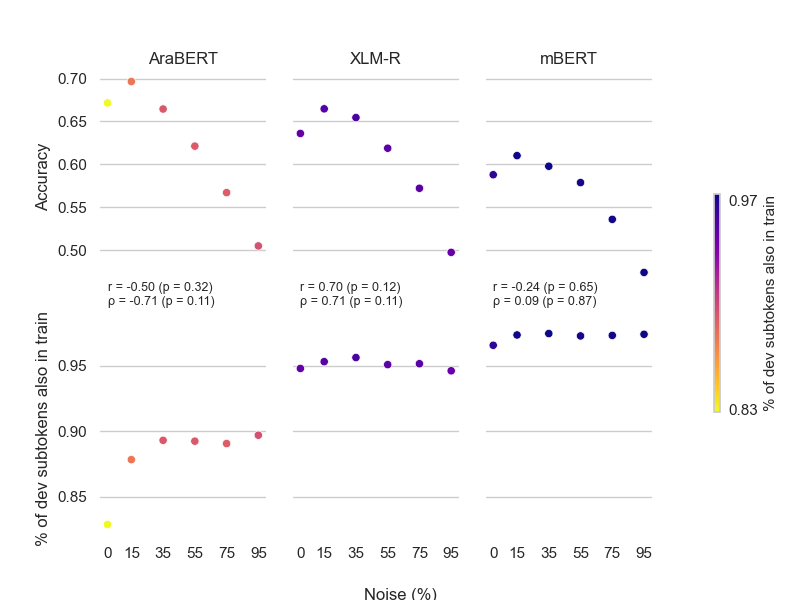 AraBERT XLM-R mBERT
0.70
0.65
0.60
0.55
0.50
Accuracy
r = -0.50 (p = 0.32)
ρ = -0.71 (p = 0.11)
r = 0.70 (p = 0.12)
ρ = 0.71 (p = 0.11)
r = -0.24 (p = 0.65)
ρ = 0.09 (p = 0.87)
0.95
0.90
0.85
% of dev subtokens also in train
0 15 35 55 75 95
0 15 35 55 75 95
0 15 35 55 75 95
Noise (%)
0.97
0.83
% of dev subtokens also in train